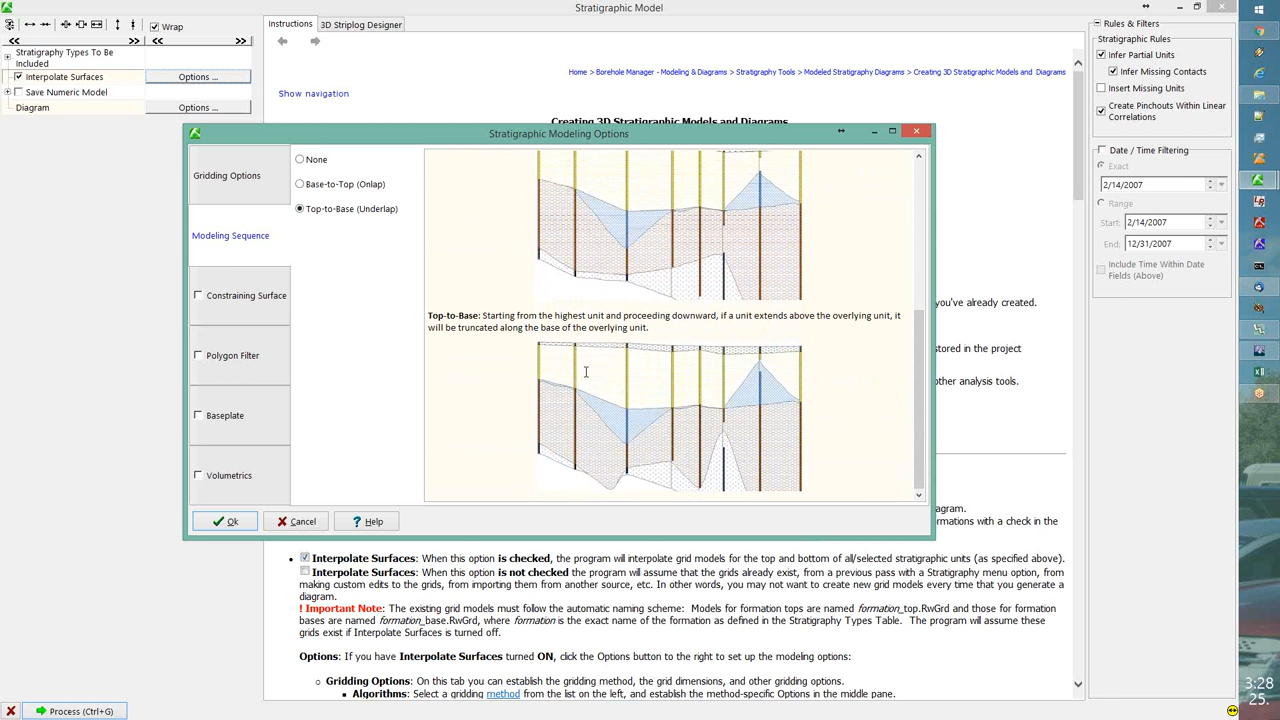 Stratigraphic Model
Wrap
<< >> << >>
Stratigraphy Types To Be
Included
Interpolate Surfaces
Options ...
Save Numeric Model
Diagram
Options ...
Instructions
3D Striplog Designer
Home > Borehole Manager - Modeling & Diagrams > Stratigraphy Tools > Modeled Stratigraphy Diagrams > Creating 3D Stratigraphic Models and Diagrams
Show navigation
Creating 3D Stratigraphic Models and Diagrams
Stratigraphic Modeling Options
Gridding Options
Modeling Sequence
Constraining Surface
Polygon Filter
Baseplate
Volumetrics
None
Base-to-Top (Onlap)
Top-to-Base (Underlap)
Top-to-Base: Starting from the highest unit and proceeding downward, if a unit extends above the overlying unit, it
will be truncated along the base of the overlying unit.
Ok
Cancel
Help
you've already created.
stored in the project
other analysis tools.
agram.
formations with a check in the
Interpolate Surfaces: When this option is checked, the program will interpolate grid models for the top and bottom of all/selected stratigraphic units (as specified above).
Interpolate Surfaces: When this option is not checked the program will assume that the grids already exist, from a previous pass with a Stratigraphy menu option, from
making custom edits to the grids, from importing them from another source, etc. In other words, you may not want to create new grid models every time that you generate a
diagram.
! Important Note: The existing grid models must follow the automatic naming scheme: Models for formation tops are named formation_top.RwGrd and those for formation
bases are named formation_base.RwGrd, where formation is the exact name of the formation as defined in the Stratigraphy Types Table. The program will assume these
grids exist if Interpolate Surfaces is turned off.
Options: If you have Interpolate Surfaces turned ON, click the Options button to the right to set up the modeling options:
Gridding Options: On this tab you can establish the gridding method, the grid dimensions, and other gridding options.
Algorithms: Select a gridding method from the list on the left, and establish the method-specific Options in the middle pane.
Rules & Filters
Stratigraphic Rules
Infer Partial Units
Infer Missing Contacts
Insert Missing Units
Create Pinchouts Within Linear
Correlations
Date / Time Filtering
Exact
2/14/2007
Range
Start: 2/14/2007
End: 12/31/2007
Include Time Within Date
Fields (Above)
Process (Ctrl+G)
3:28
25.